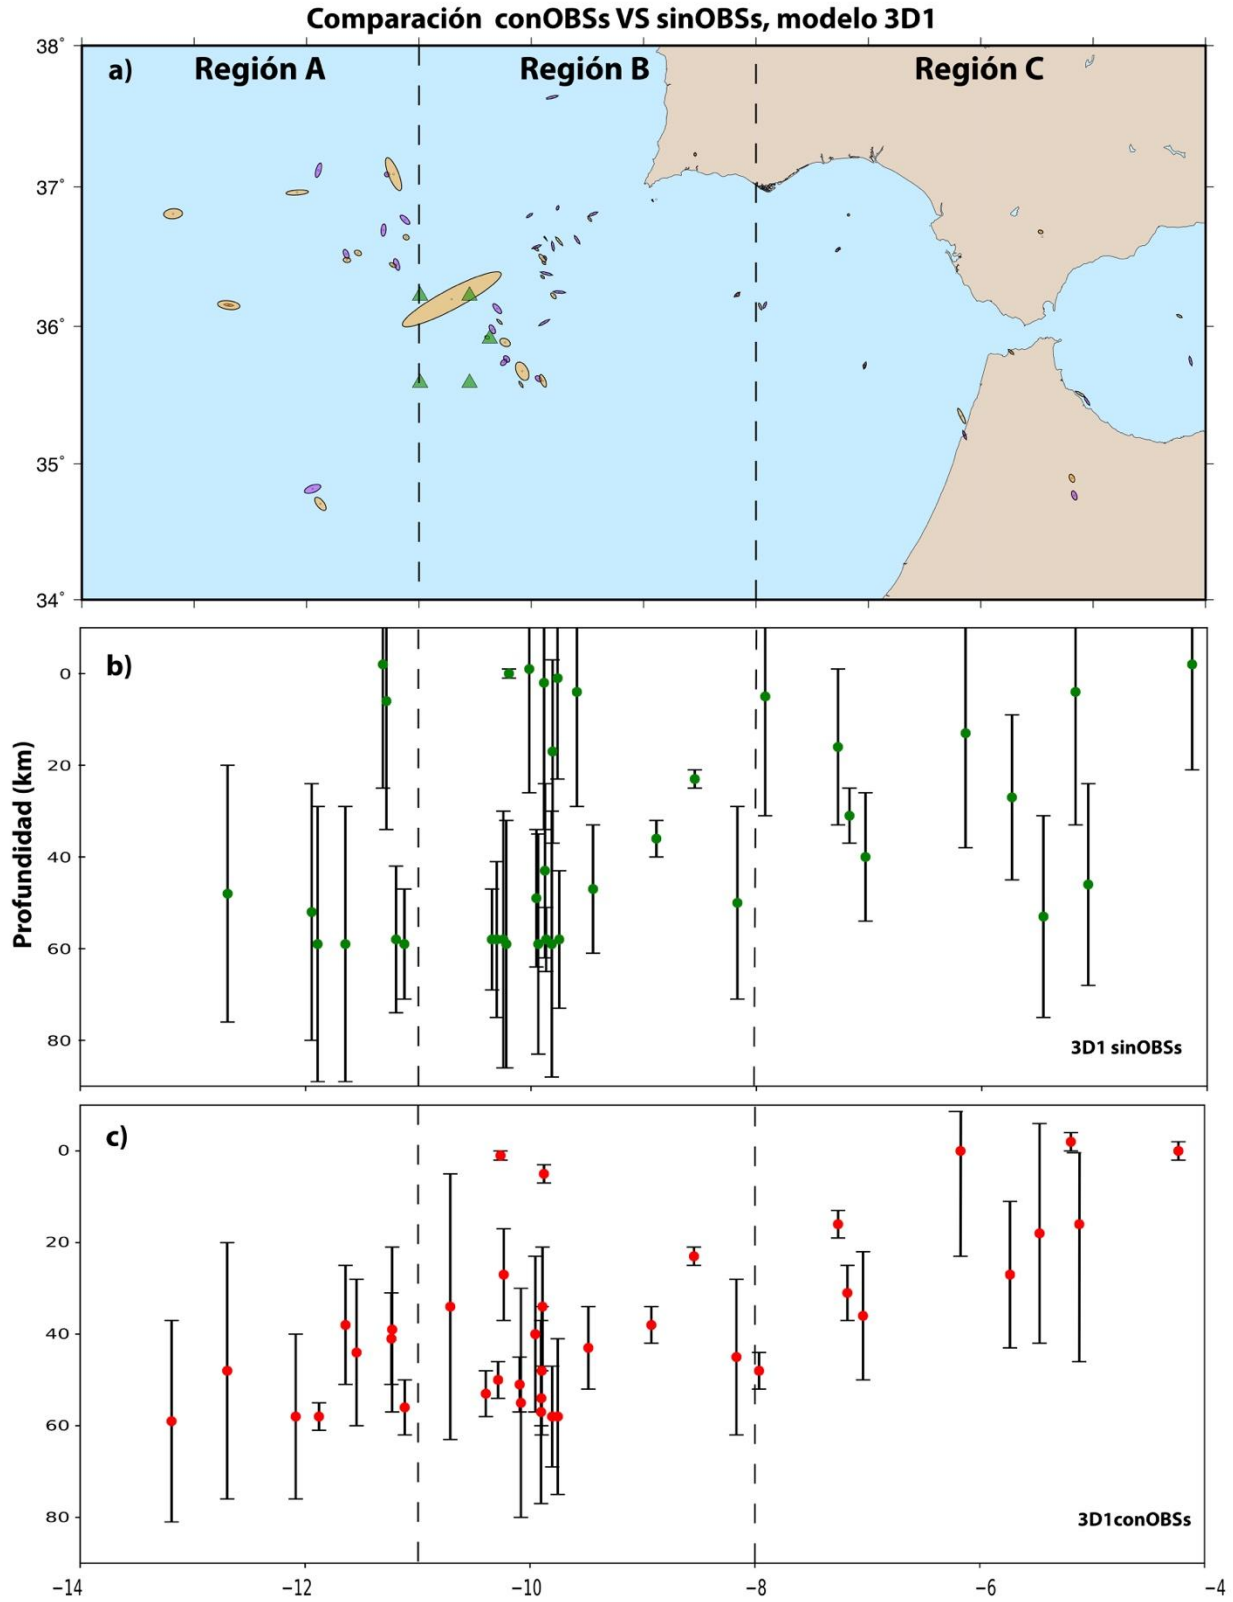 Comparación conOBSs VS sinOBSs, modelo 3D1
a) Región A Región B Región C
38°
37°
36°
35°
34°
b)
0
20
40
60
80
3D1 sinOBSs
Profundidad (km)
c)
0
20
40
60
80
3D1conOBSs
−14 −12 −10 −8 −6 −4